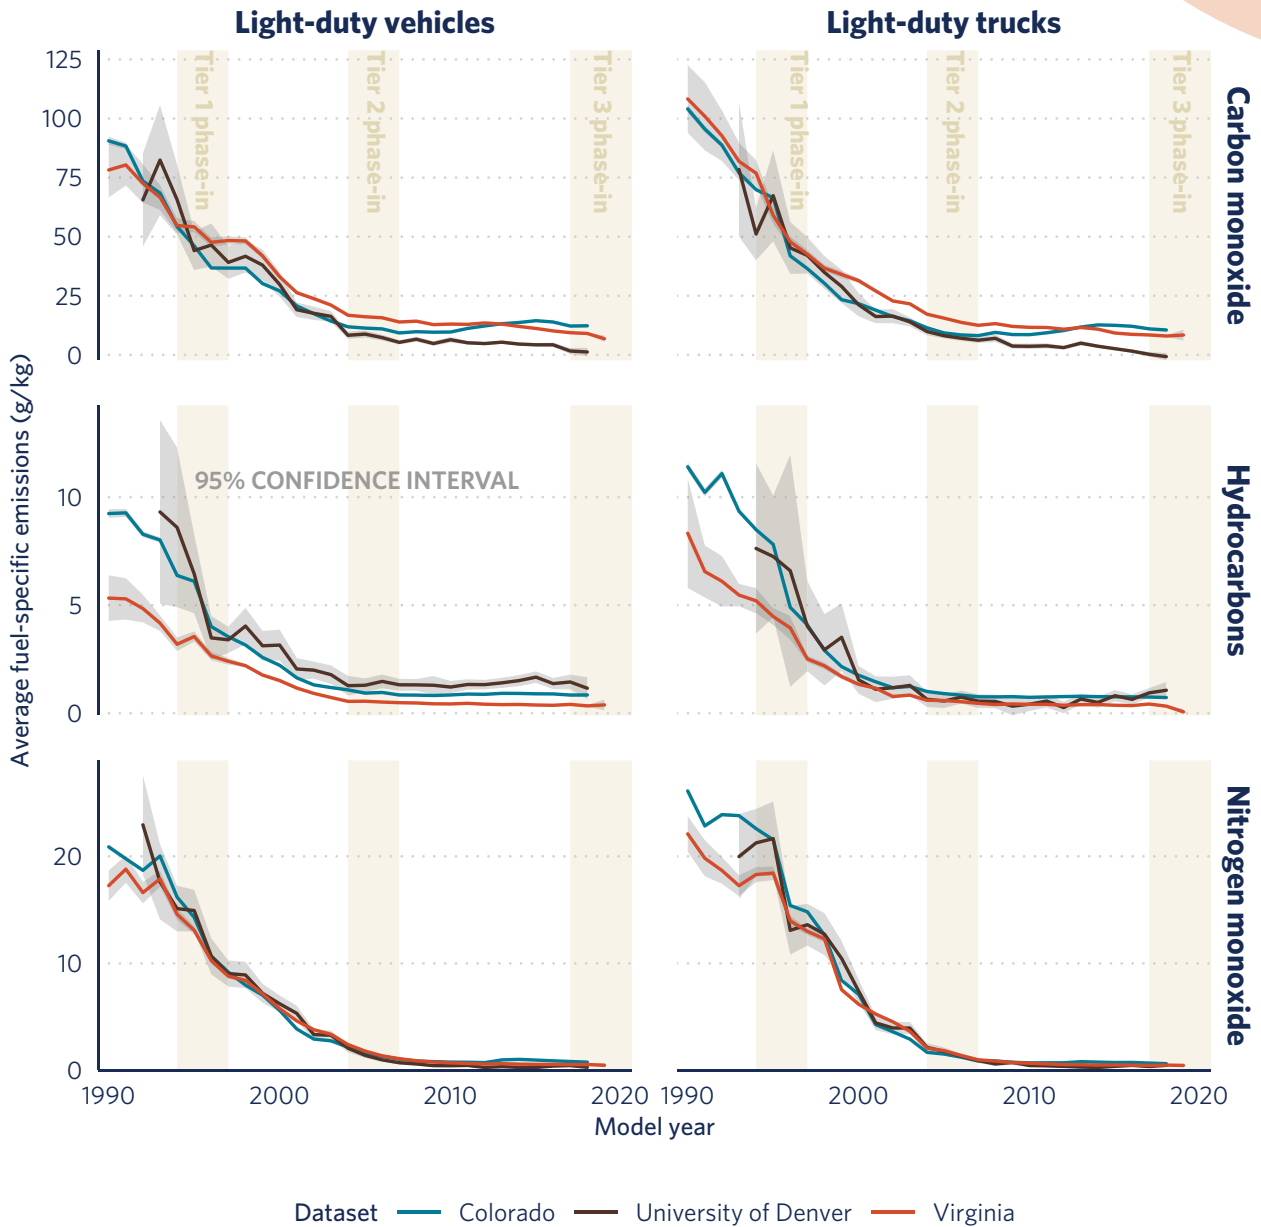 Light-duty vehicles
Light-duty trucks
125
100
75
50
25
0
Tier 1 phase-in
Tier 2 phase-in
Tier 3 phase-in
Tier 1 phase-in
Tier 2 phase-in
Tier 3 phase-in
Carbon monoxide
Average fuel-specific emissions (g/kg)
10
5
0
95% CONFIDENCE INTERVAL
Hydrocarbons
20
10
0
Nitrogen monoxide
1990
2000
2010
2020
1990
2000
2010
2020
Model year
Dataset
Colorado
University of Denver
Virginia